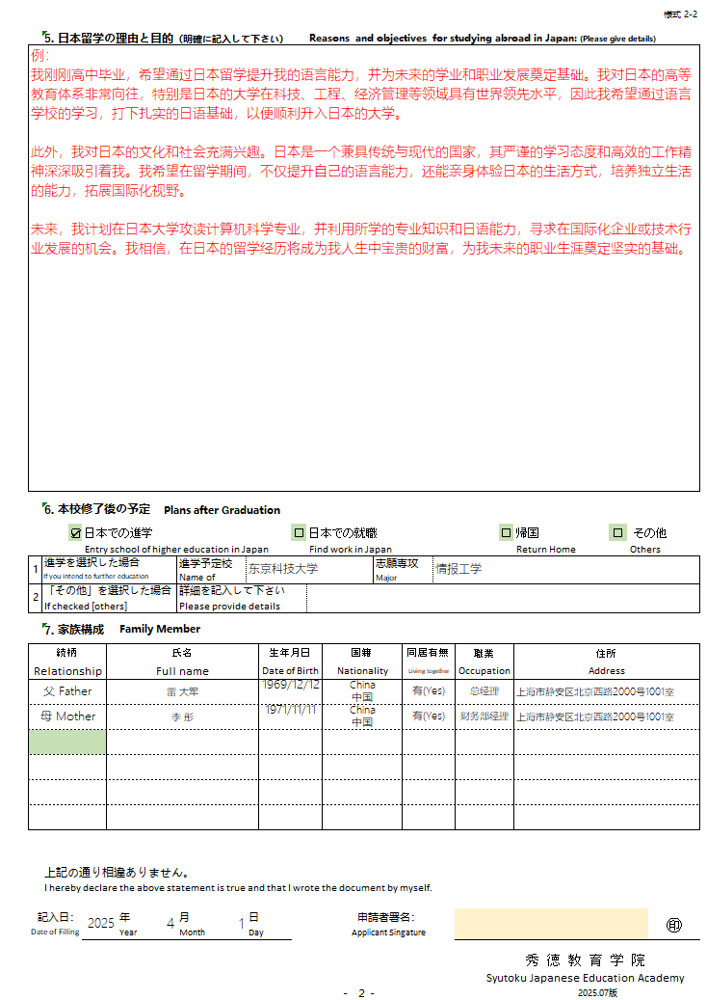 様式 2-2
5. 日本留学の理由と目的（明確に記入して下さい） Reasons and objectives for studying abroad in Japan: (Please give details)
例：
我刚刚高中毕业，希望通过日本留学提升我的语言能力，并为未来的学业和职业发展奠定基础。我对日本的高等
教育体系非常向往，特别是日本的大学在科技、工程、经济管理等领域具有世界领先水平，因此我希望通过语言
学校的学习，打下扎实的日语基础，以便顺利升入日本的大学。
此外，我对日本的文化和社会充满兴趣。日本是一个兼具传统与现代的国家，其严谨的学习态度和高效的工作精
神深深吸引着我。我希望在留学期间，不仅提升自己的语言能力，还能亲身体验日本的生活方式，培养独立生活
的能力，拓展国际化视野。
未来，我计划在日本大学攻读计算机科学专业，并利用所学的专业知识和日语能力，寻求在国际化企业或技术行
业发展的机会。我相信，在日本的留学经历将成为我人生中宝贵的财富，为我未来的职业生涯奠定坚实的基础。
6. 本校修了後の予定 Plans after Graduation
☑ 日本での進学 ☐ 日本での就職 ☐ 帰国 ☐ その他
Entry school of higher education in Japan Find work in Japan Return Home Others
1 進学を選択した場合 進学予定校 东京科技大学 志願専攻 情报工学
If you intend to further education Name of Major
2 「その他」を選択した場合 詳細を記入して下さい
If checked [others] Please provide details
7. 家族構成 Family Member
続柄 氏名 生年月日 国籍 同居有無 職業 住所
Relationship Full name Date of Birth Nationality Living together Occupation Address
父 Father 雷 大军 1969/12/12 China 中国 有(Yes) 总经理 上海市静安区北京西路2000号1001室
母 Mother 李 彤 1971/11/11 China 中国 有(Yes) 财务部经理 上海市静安区北京西路2000号1001室
上記の通り相違ありません。
I hereby declare the above statement is true and that I wrote the document by myself.
記入日： 2025 年 4 月 1 日 申請者署名： ㊞
Date of Filling Year Month Day Applicant Singature
秀 徳 教 育 学 院
Syutoku Japanese Education Academy
- 2 - 2025.07版